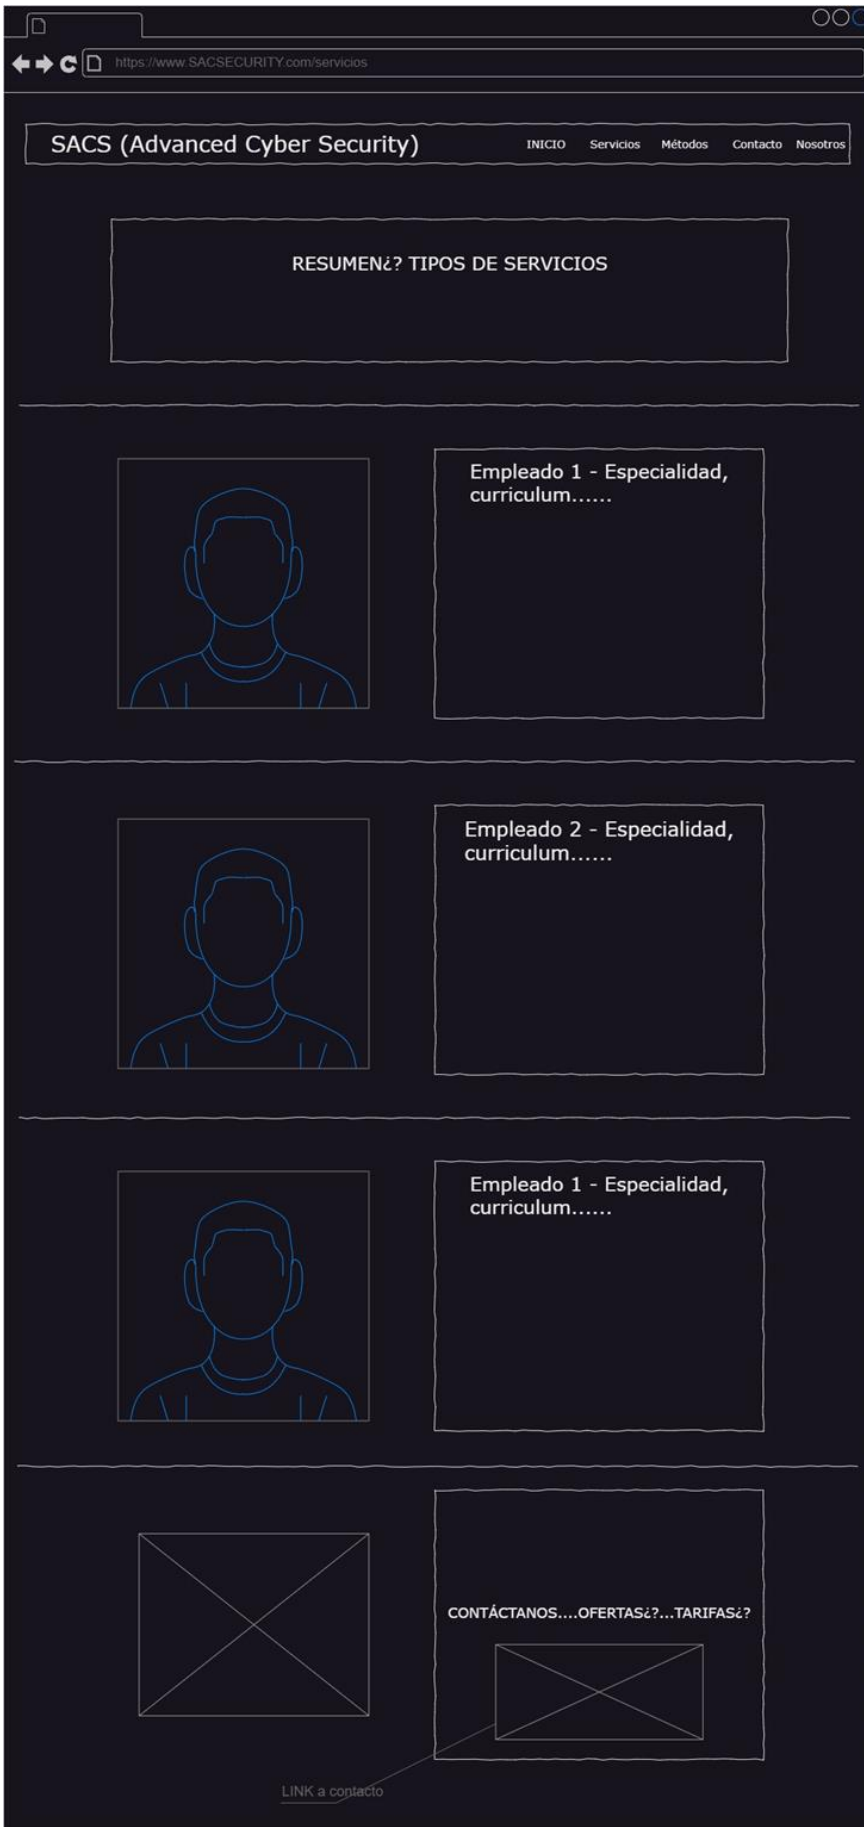 https://www.SACSECURITY.com/servicios
SACS (Advanced Cyber Security)
INICIO Servicios Métodos Contacto Nosotros
RESUMEN¿? TIPOS DE SERVICIOS
Empleado 1 - Especialidad,
curriculum......
Empleado 2 - Especialidad,
curriculum......
Empleado 1 - Especialidad,
curriculum......
CONTÁCTANOS....OFERTAS¿?...TARIFAS¿?
LINK a contacto